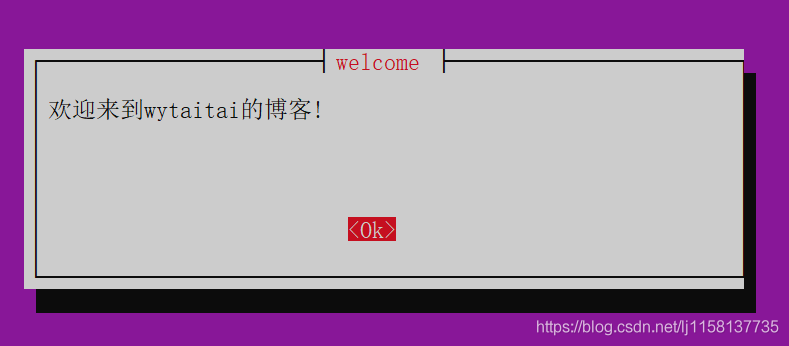 welcome
欢迎来到wytaitai的博客!
<Ok>
https://blog.csdn.net/lj1158137735